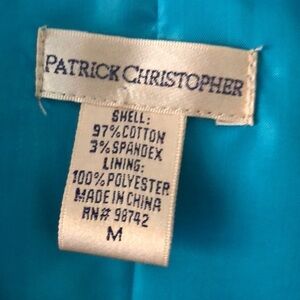 PATRICK CHRISTOPHER
SHELL:
97% COTTON
3% SPANDEX
LINING:
100% POLYESTER
MADE IN CHINA
RN# 98742
M